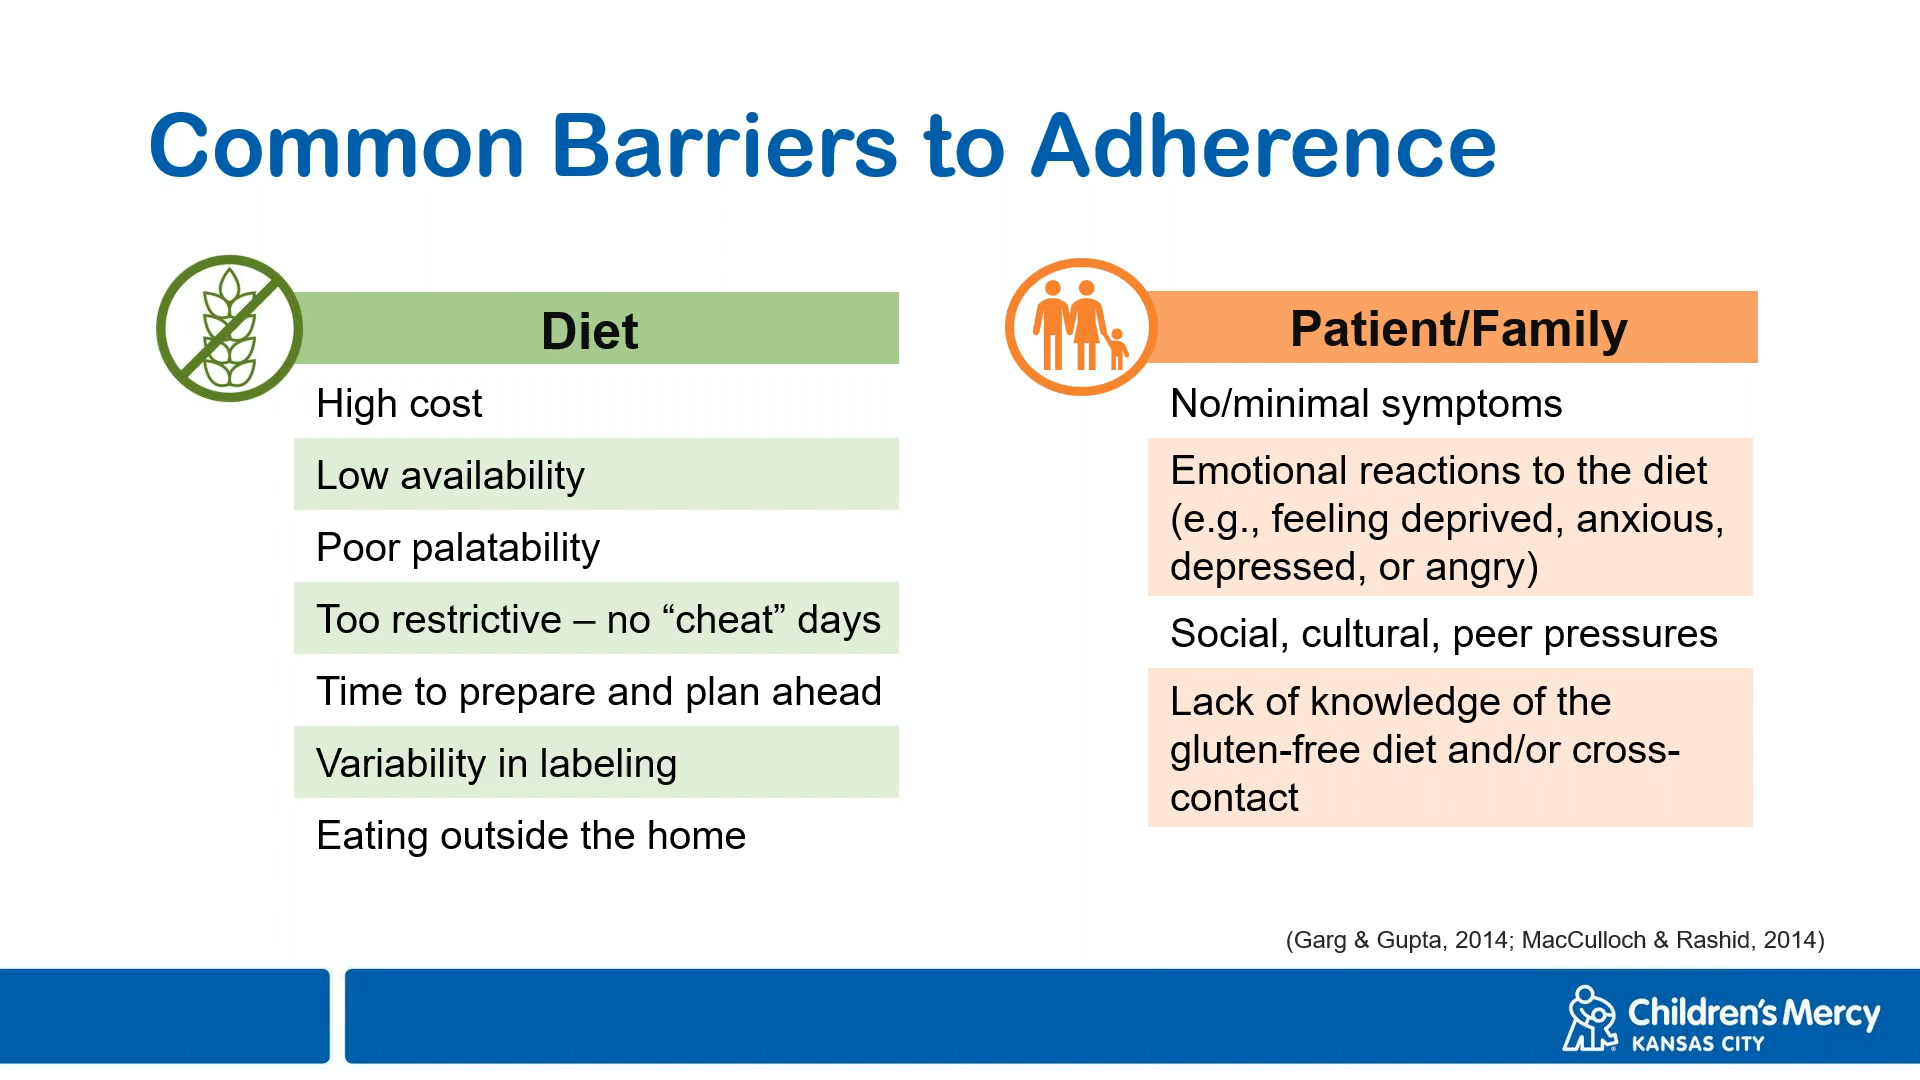 Common Barriers to Adherence
Diet
High cost
Low availability
Poor palatability
Too restrictive – no “cheat” days
Time to prepare and plan ahead
Variability in labeling
Eating outside the home
Patient/Family
No/minimal symptoms
Emotional reactions to the diet
(e.g., feeling deprived, anxious,
depressed, or angry)
Social, cultural, peer pressures
Lack of knowledge of the
gluten-free diet and/or cross-
contact
(Garg & Gupta, 2014; MacCulloch & Rashid, 2014)
Children's Mercy
KANSAS CITY